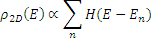 ρ2D(E) ∝ ∑n H(E − En)